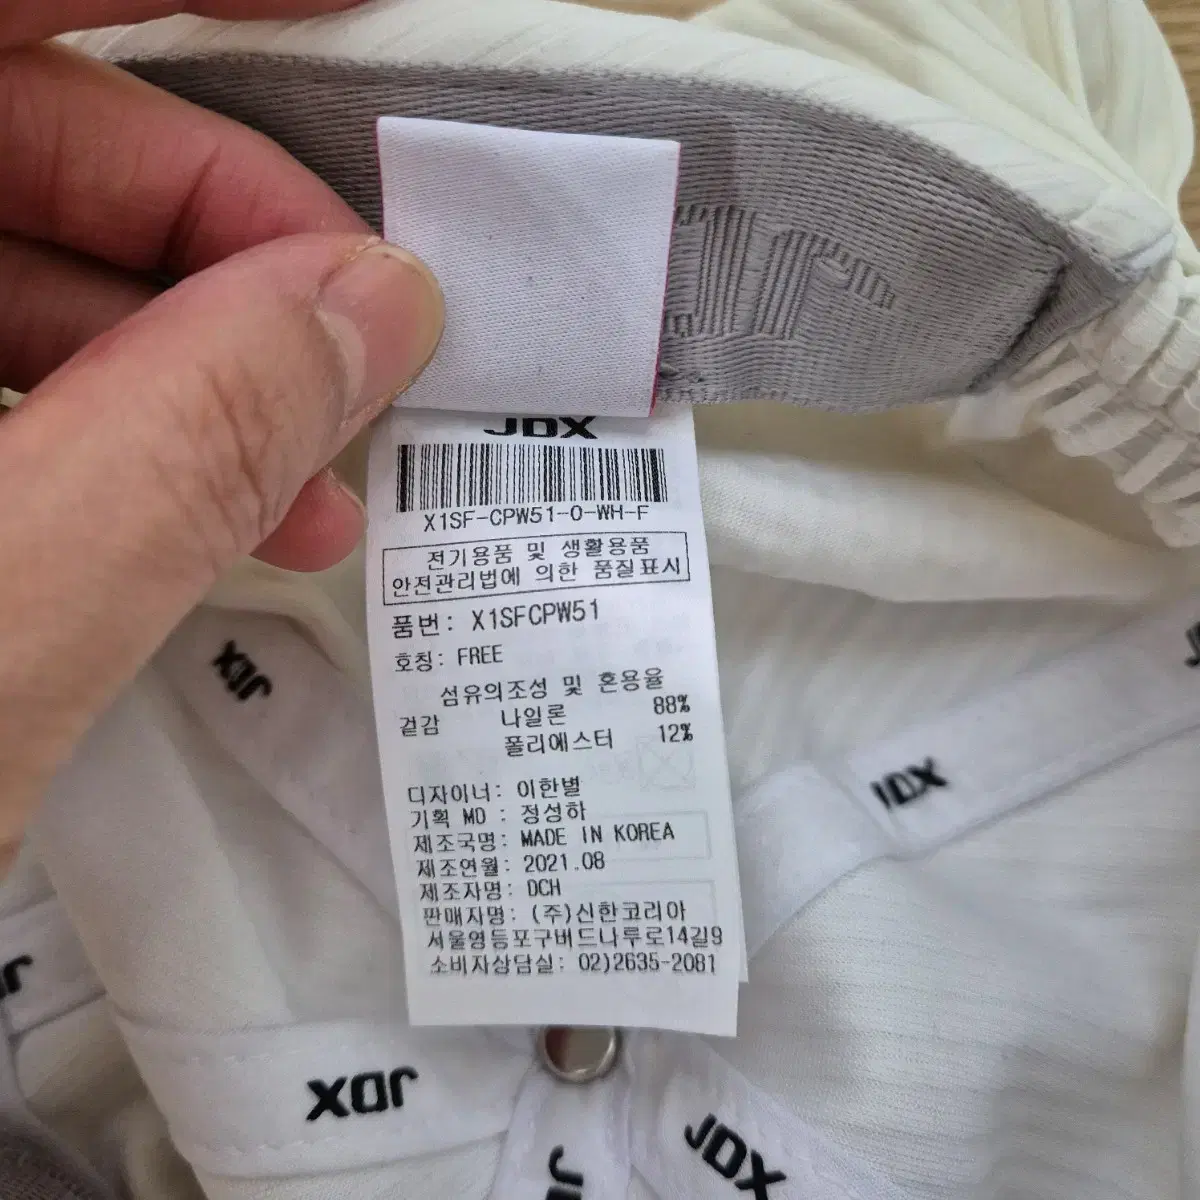 JDX
X1SF-CPW51-0-WH-F
전기용품 및 생활용품
안전관리법에 의한 품질표시
품번: X1SFCPW51
호칭: FREE
섬유의조성 및 혼용율
겉감 나일론 88%
폴리에스터 12%
디자이너: 이한별
기획 MD : 정성하
제조국명: MADE IN KOREA
제조연월: 2021.08
제조자명: DCH
판매자명: (주)신한코리아
서울영등포구버드나루로14길9
소비자상담실: 02)2635-2081
JDX
JDX
JDX
JDX